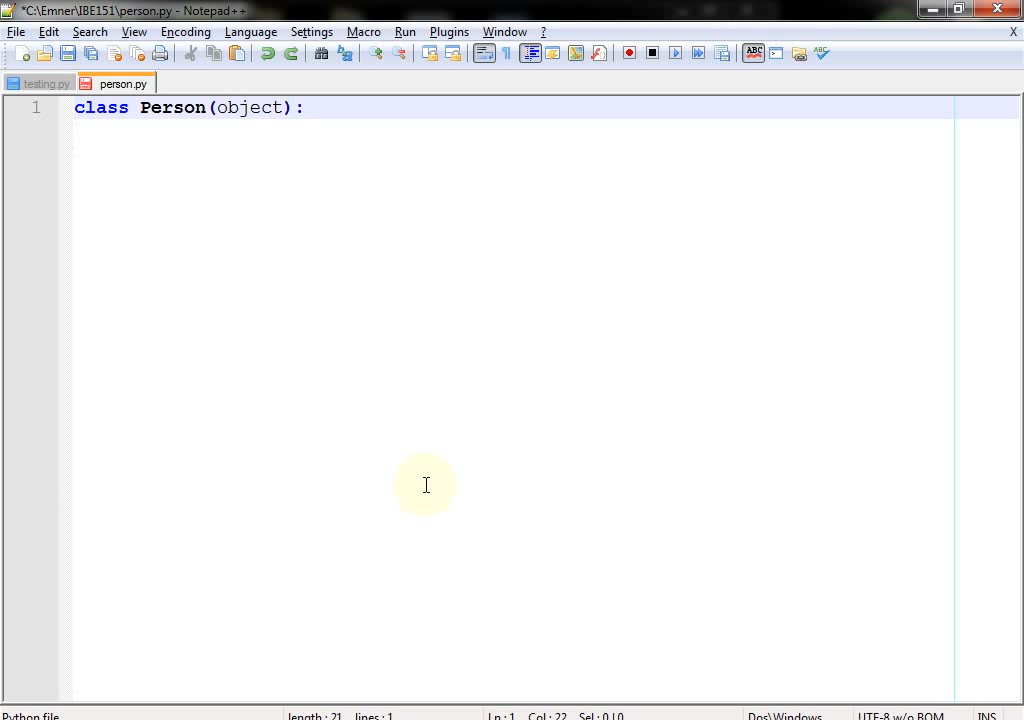 *C:\Emner\IBE151\person.py - Notepad++
File Edit Search View Encoding Language Settings Macro Run Plugins Window ? X
testing.py person.py
1 class Person(object):
Python file length : 21 lines : 1 Ln : 1 Col : 22 Sel : 0 | 0 Dos\Windows UTF-8 w/o BOM INS